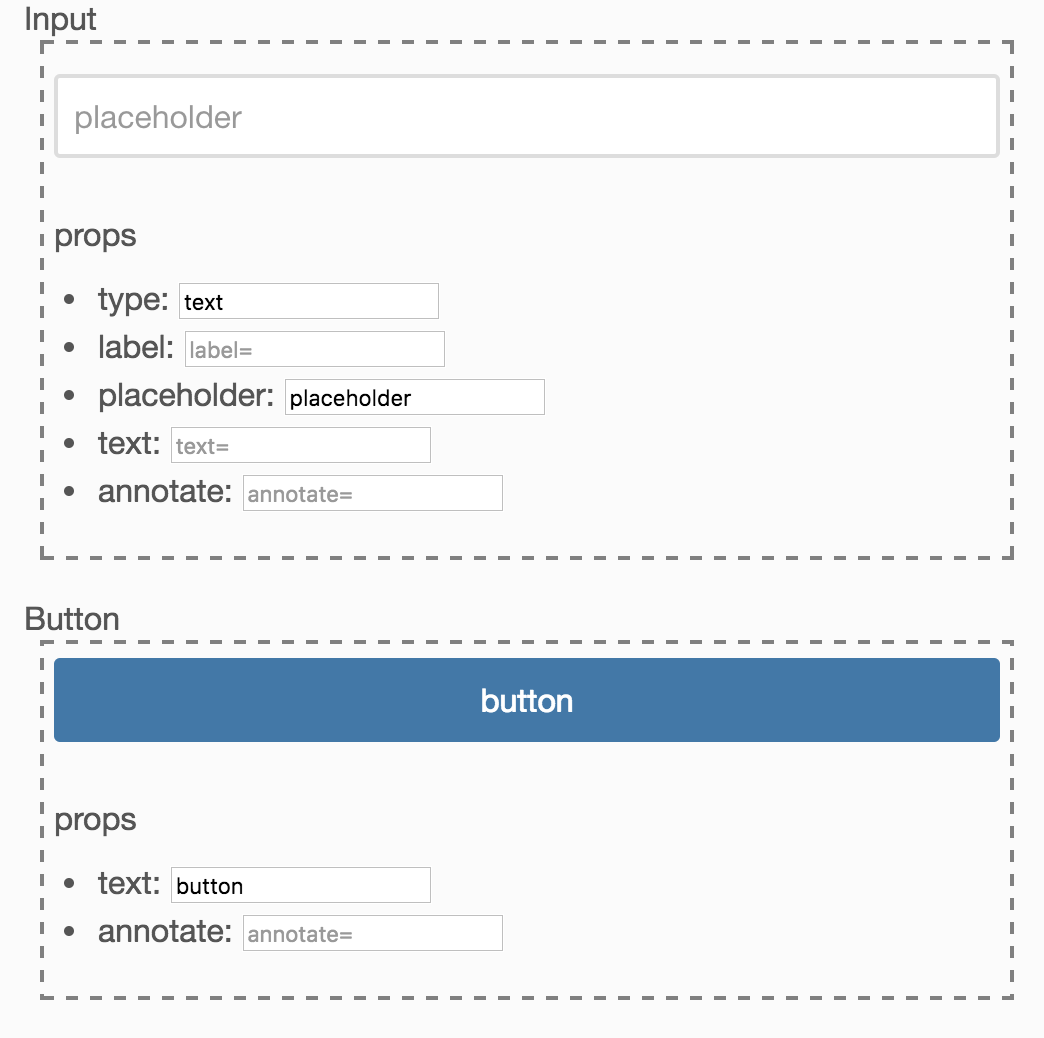 Input
placeholder
props
• type: text
• label: label=
• placeholder: placeholder
• text: text=
• annotate: annotate=
Button
button
props
• text: button
• annotate: annotate=